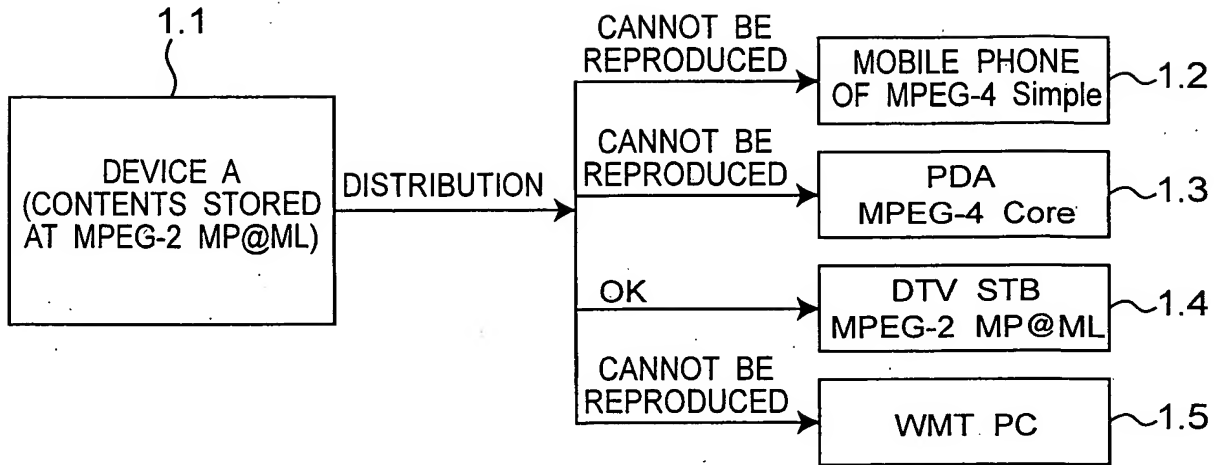 1.1
DEVICE A
(CONTENTS STORED
AT MPEG-2 MP@ML)
DISTRIBUTION
CANNOT BE
REPRODUCED
MOBILE PHONE
OF MPEG-4 Simple
1.2
CANNOT BE
REPRODUCED
PDA
MPEG-4 Core
1.3
OK
DTV STB
MPEG-2 MP@ML
1.4
CANNOT BE
REPRODUCED
WMT PC
1.5